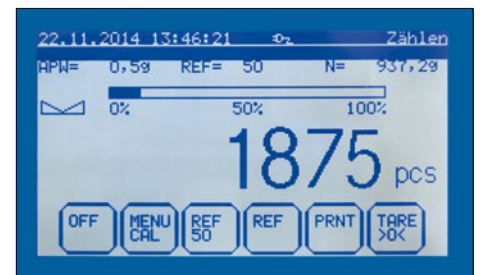 22.11.2014 13:46:21 Zählen
APW= 0,5g REF= 50 N= 937,2g
0% 50% 100%
1875 pcs
OFF MENU CAL REF 50 REF PRNT TARE >0<